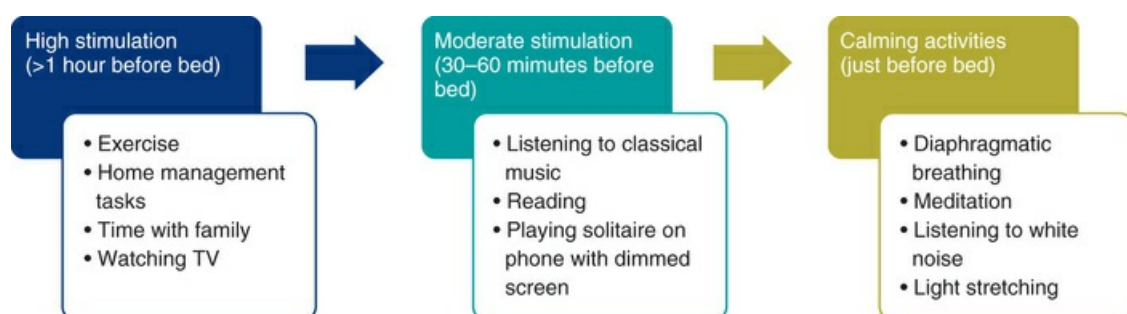 High stimulation
(>1 hour before bed)
• Exercise
• Home management
tasks
• Time with family
• Watching TV
Moderate stimulation
(30–60 mimutes before
bed)
• Listening to classical
music
• Reading
• Playing solitaire on
phone with dimmed
screen
Calming activities
(just before bed)
• Diaphragmatic
breathing
• Meditation
• Listening to white
noise
• Light stretching